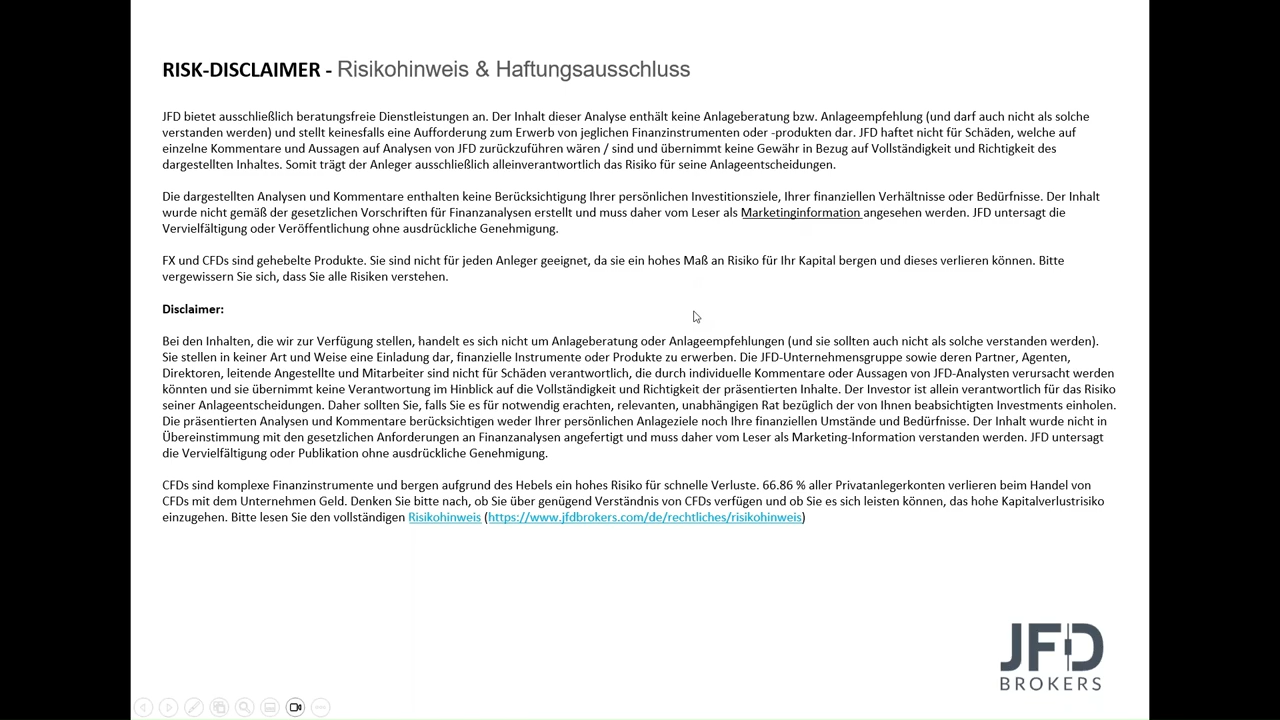 RISK-DISCLAIMER - Risikohinweis & Haftungsausschluss
JFD bietet ausschließlich beratungsfreie Dienstleistungen an. Der Inhalt dieser Analyse enthält keine Anlageberatung bzw. Anlageempfehlung (und darf auch nicht als solche
verstanden werden) und stellt keinesfalls eine Aufforderung zum Erwerb von jeglichen Finanzinstrumenten oder -produkten dar. JFD haftet nicht für Schäden, welche auf
einzelne Kommentare und Aussagen auf Analysen von JFD zurückzuführen wären / sind und übernimmt keine Gewähr in Bezug auf Vollständigkeit und Richtigkeit des
dargestellten Inhaltes. Somit trägt der Anleger ausschließlich alleinverantwortlich das Risiko für seine Anlageentscheidungen.
Die dargestellten Analysen und Kommentare enthalten keine Berücksichtigung Ihrer persönlichen Investitionsziele, Ihrer finanziellen Verhältnisse oder Bedürfnisse. Der Inhalt
wurde nicht gemäß der gesetzlichen Vorschriften für Finanzanalysen erstellt und muss daher vom Leser als Marketinginformation angesehen werden. JFD untersagt die
Vervielfältigung oder Veröffentlichung ohne ausdrückliche Genehmigung.
FX und CFDs sind gehebelte Produkte. Sie sind nicht für jeden Anleger geeignet, da sie ein hohes Maß an Risiko für Ihr Kapital bergen und dieses verlieren können. Bitte
vergewissern Sie sich, dass Sie alle Risiken verstehen.
Disclaimer:
Bei den Inhalten, die wir zur Verfügung stellen, handelt es sich nicht um Anlageberatung oder Anlageempfehlungen (und sie sollten auch nicht als solche verstanden werden).
Sie stellen in keiner Art und Weise eine Einladung dar, finanzielle Instrumente oder Produkte zu erwerben. Die JFD-Unternehmensgruppe sowie deren Partner, Agenten,
Direktoren, leitende Angestellte und Mitarbeiter sind nicht für Schäden verantwortlich, die durch individuelle Kommentare oder Aussagen von JFD-Analysten verursacht werden
könnten und sie übernimmt keine Verantwortung im Hinblick auf die Vollständigkeit und Richtigkeit der präsentierten Inhalte. Der Investor ist allein verantwortlich für das Risiko
seiner Anlageentscheidungen. Daher sollten Sie, falls Sie es für notwendig erachten, relevanten, unabhängigen Rat bezüglich der von Ihnen beabsichtigten Investments einholen.
Die präsentierten Analysen und Kommentare berücksichtigen weder Ihrer persönlichen Anlageziele noch Ihre finanziellen Umstände und Bedürfnisse. Der Inhalt wurde nicht in
Übereinstimmung mit den gesetzlichen Anforderungen an Finanzanalysen angefertigt und muss daher vom Leser als Marketing-Information verstanden werden. JFD untersagt
die Vervielfältigung oder Publikation ohne ausdrückliche Genehmigung.
CFDs sind komplexe Finanzinstrumente und bergen aufgrund des Hebels ein hohes Risiko für schnelle Verluste. 66.86 % aller Privatanlegerkonten verlieren beim Handel von
CFDs mit dem Unternehmen Geld. Denken Sie bitte nach, ob Sie über genügend Verständnis von CFDs verfügen und ob Sie es sich leisten können, das hohe Kapitalverlustrisiko
einzugehen. Bitte lesen Sie den vollständigen Risikohinweis (https://www.jfdbrokers.com/de/rechtliches/risikohinweis)
JFD
BROKERS